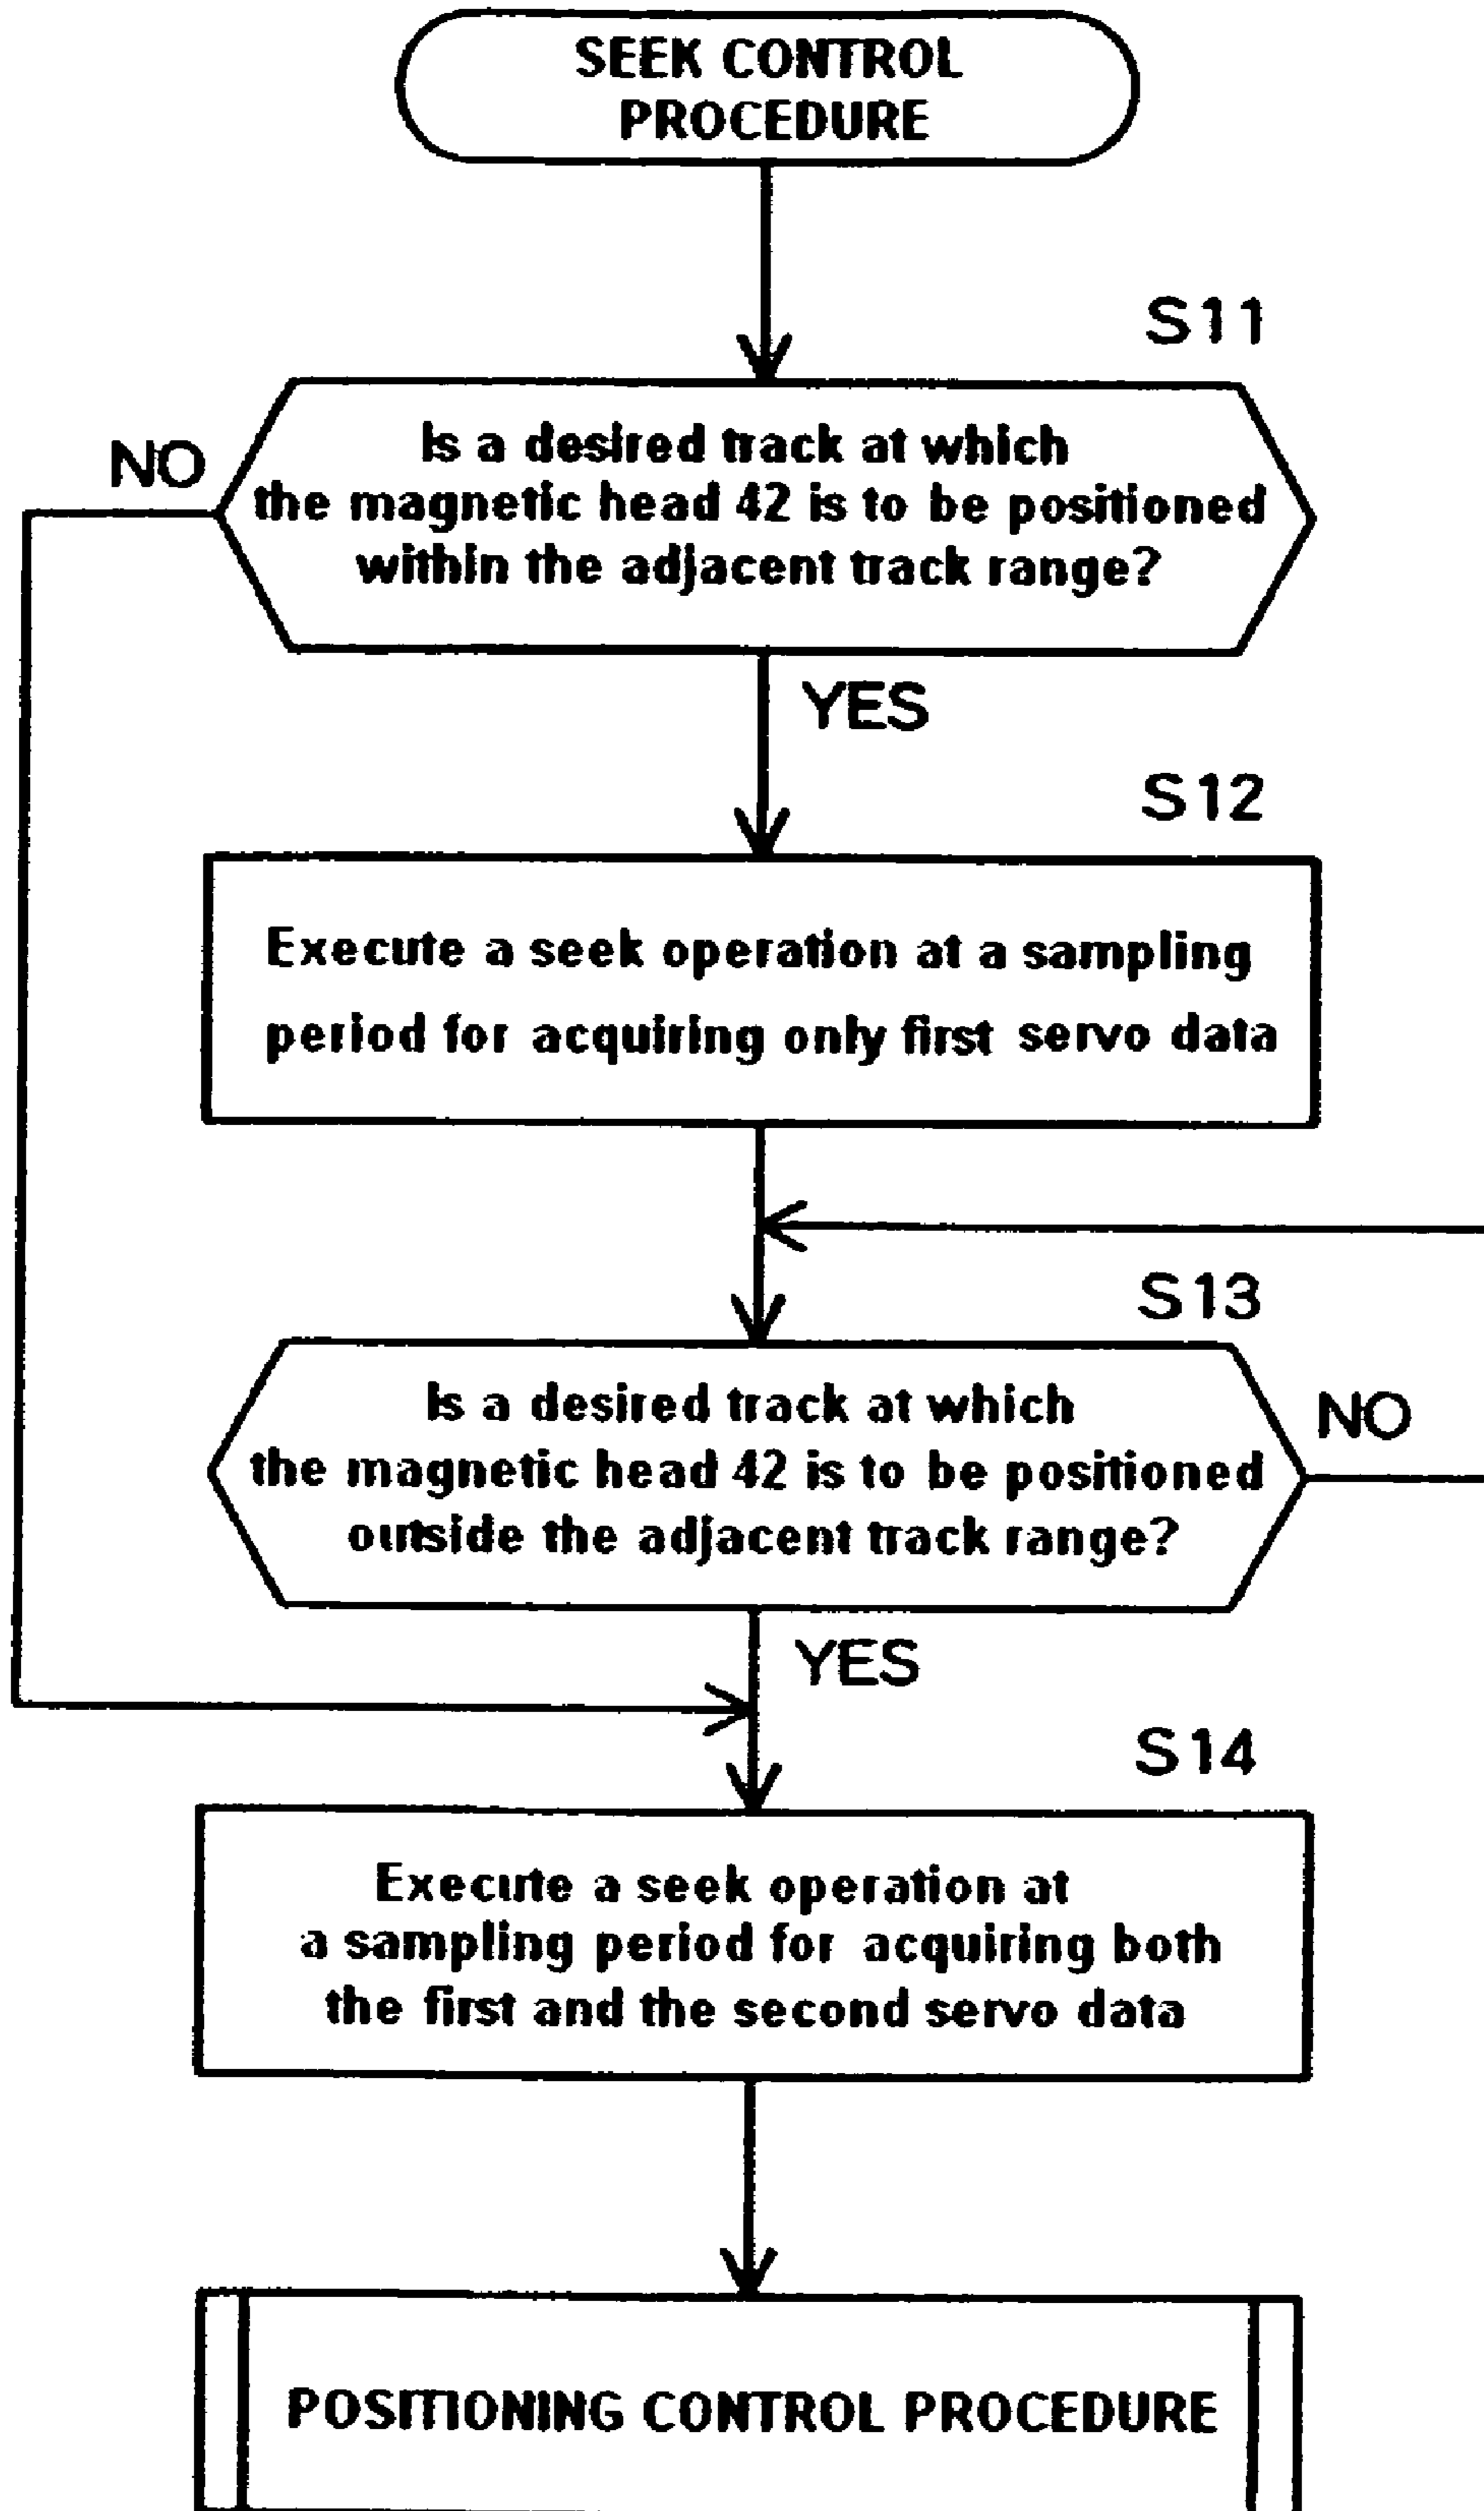 SEEK CONTROL
PROCEDURE
S11
Is a desired track at which
the magnetic head 42 is to be positioned
within the adjacent track range?
NO
YES
S12
Execute a seek operation at a sampling
period for acquiring only first servo data
S13
Is a desired track at which
the magnetic head 42 is to be positioned
outside the adjacent track range?
NO
YES
S14
Execute a seek operation at
a sampling period for acquiring both
the first and the second servo data
POSITIONING CONTROL PROCEDURE